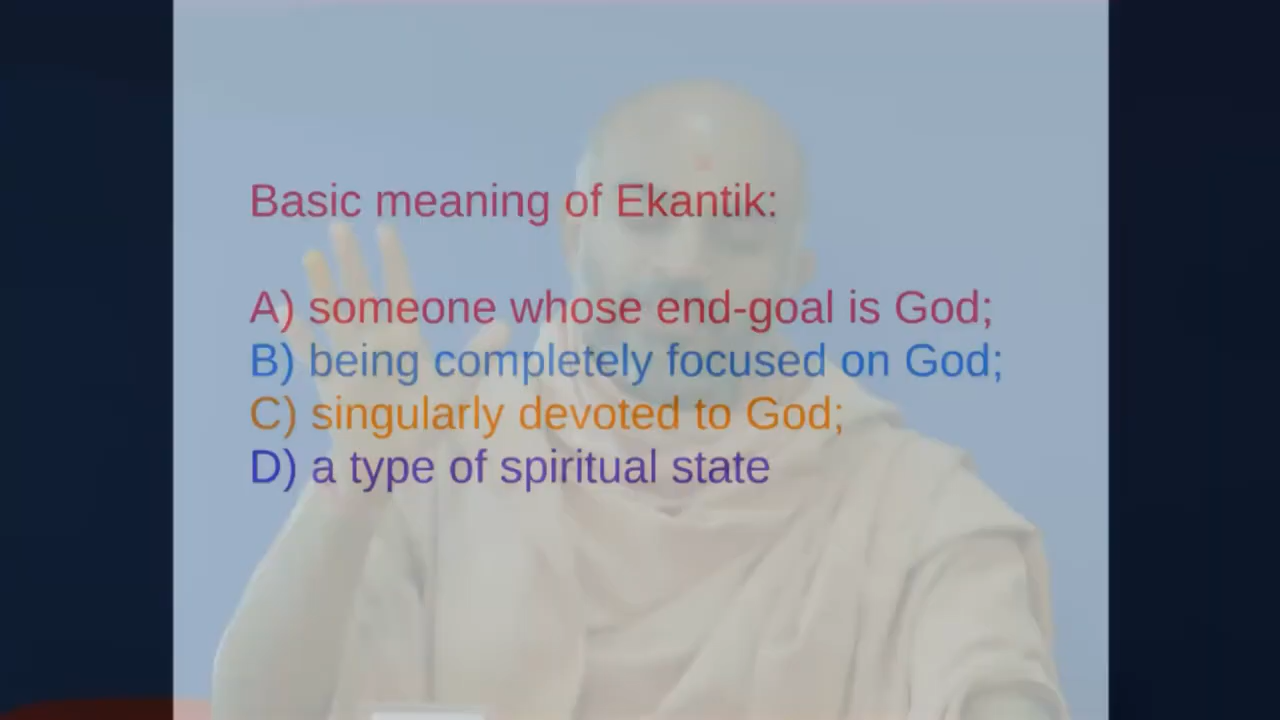 Basic meaning of Ekantik:
A) someone whose end-goal is God;
B) being completely focused on God;
C) singularly devoted to God;
D) a type of spiritual state